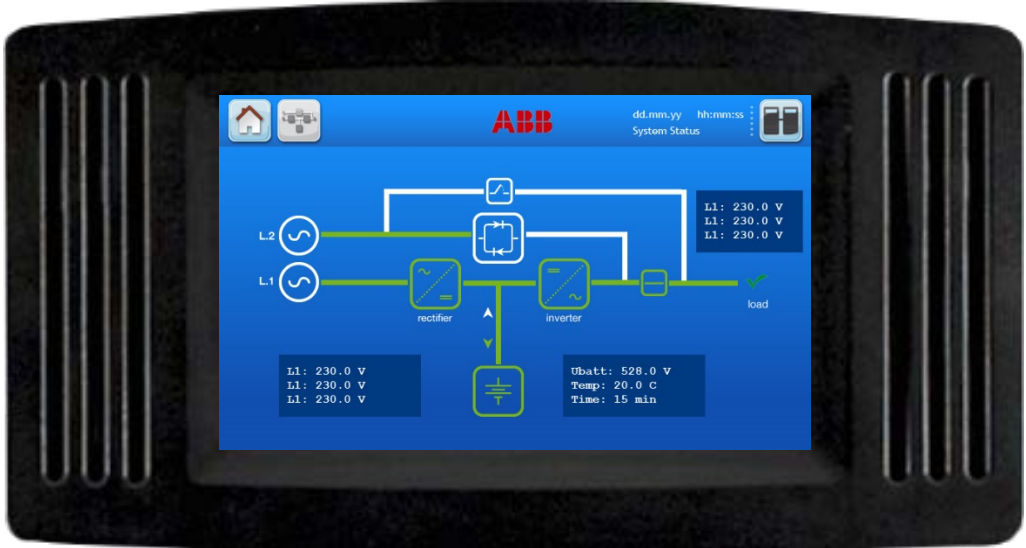 ABB
dd.mm.yy hh:mm:ss
System Status
L1: 230.0 V
L1: 230.0 V
L1: 230.0 V
L.2
L.1
load
rectifier
inverter
L1: 230.0 V
L1: 230.0 V
L1: 230.0 V
Ubatt: 528.0 V
Temp: 20.0 C
Time: 15 min